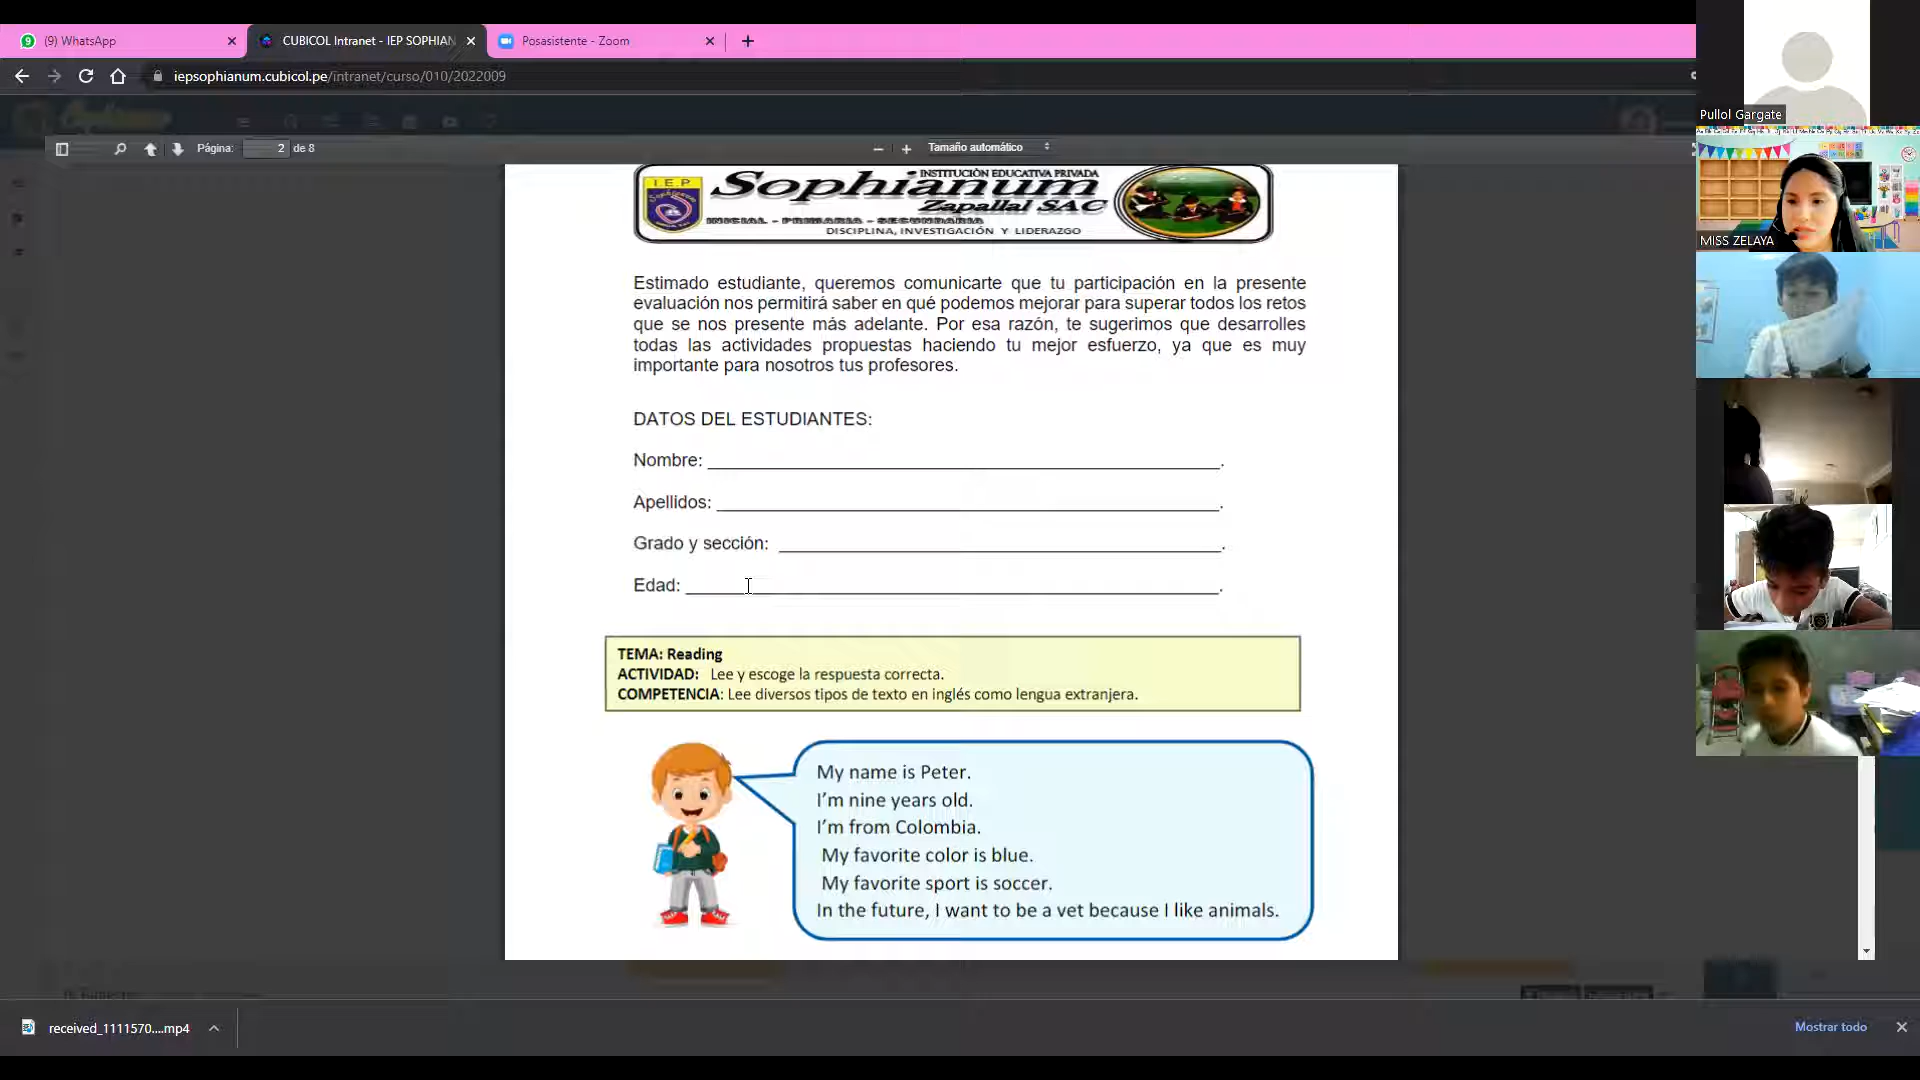 (9) WhatsApp
CUBICOL Intranet - IEP SOPHIAN
Posasistente - Zoom
iepsophianum.cubicol.pe/intranet/curso/010/2022009
Página: 2 de 8
Tamaño automático
I.E.P
INSTITUCIÓN EDUCATIVA PRIVADA
Sophianum
Zapallal SAC
INICIAL - PRIMARIA - SECUNDARIA
DISCIPLINA, INVESTIGACIÓN Y LIDERAZGO
Estimado estudiante, queremos comunicarte que tu participación en la presente
evaluación nos permitirá saber en qué podemos mejorar para superar todos los retos
que se nos presente más adelante. Por esa razón, te sugerimos que desarrolles
todas las actividades propuestas haciendo tu mejor esfuerzo, ya que es muy
importante para nosotros tus profesores.
DATOS DEL ESTUDIANTES:
Nombre: ________________.
Apellidos: ________________.
Grado y sección: ________________.
Edad: ________________.
TEMA: Reading
ACTIVIDAD: Lee y escoge la respuesta correcta.
COMPETENCIA: Lee diversos tipos de texto en inglés como lengua extranjera.
My name is Peter.
I'm nine years old.
I'm from Colombia.
My favorite color is blue.
My favorite sport is soccer.
In the future, I want to be a vet because I like animals.
Pullol Gargate
MISS ZELAYA
received_1111570....mp4
Mostrar todo